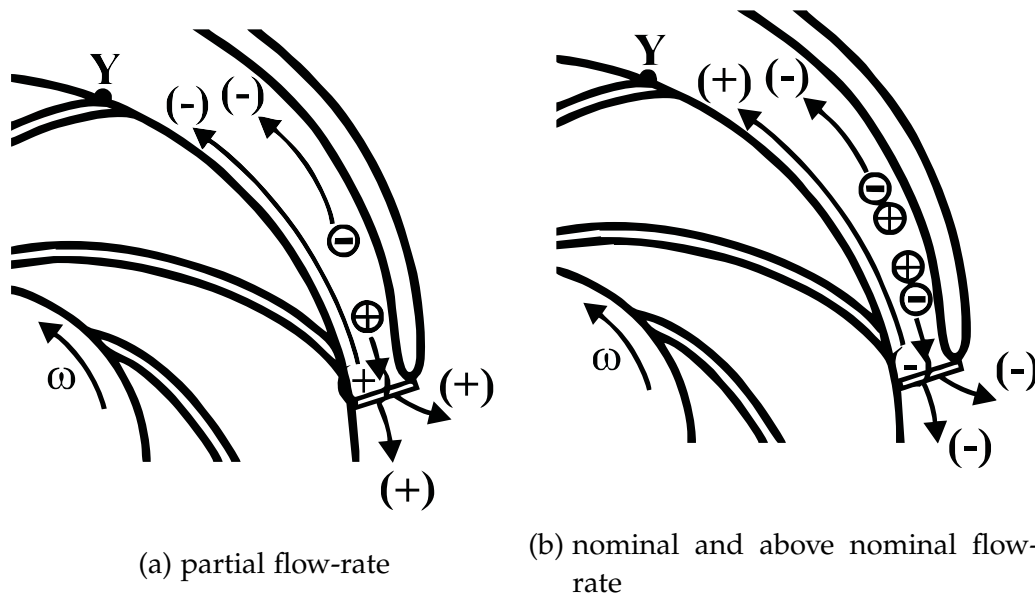 Y
(-) (-)
ω
(+)
(+)
(+)
(a) partial flow-rate
Y
(+) (-)
ω
(-)
(-)
(-)
(b) nominal and above nominal flow-
rate